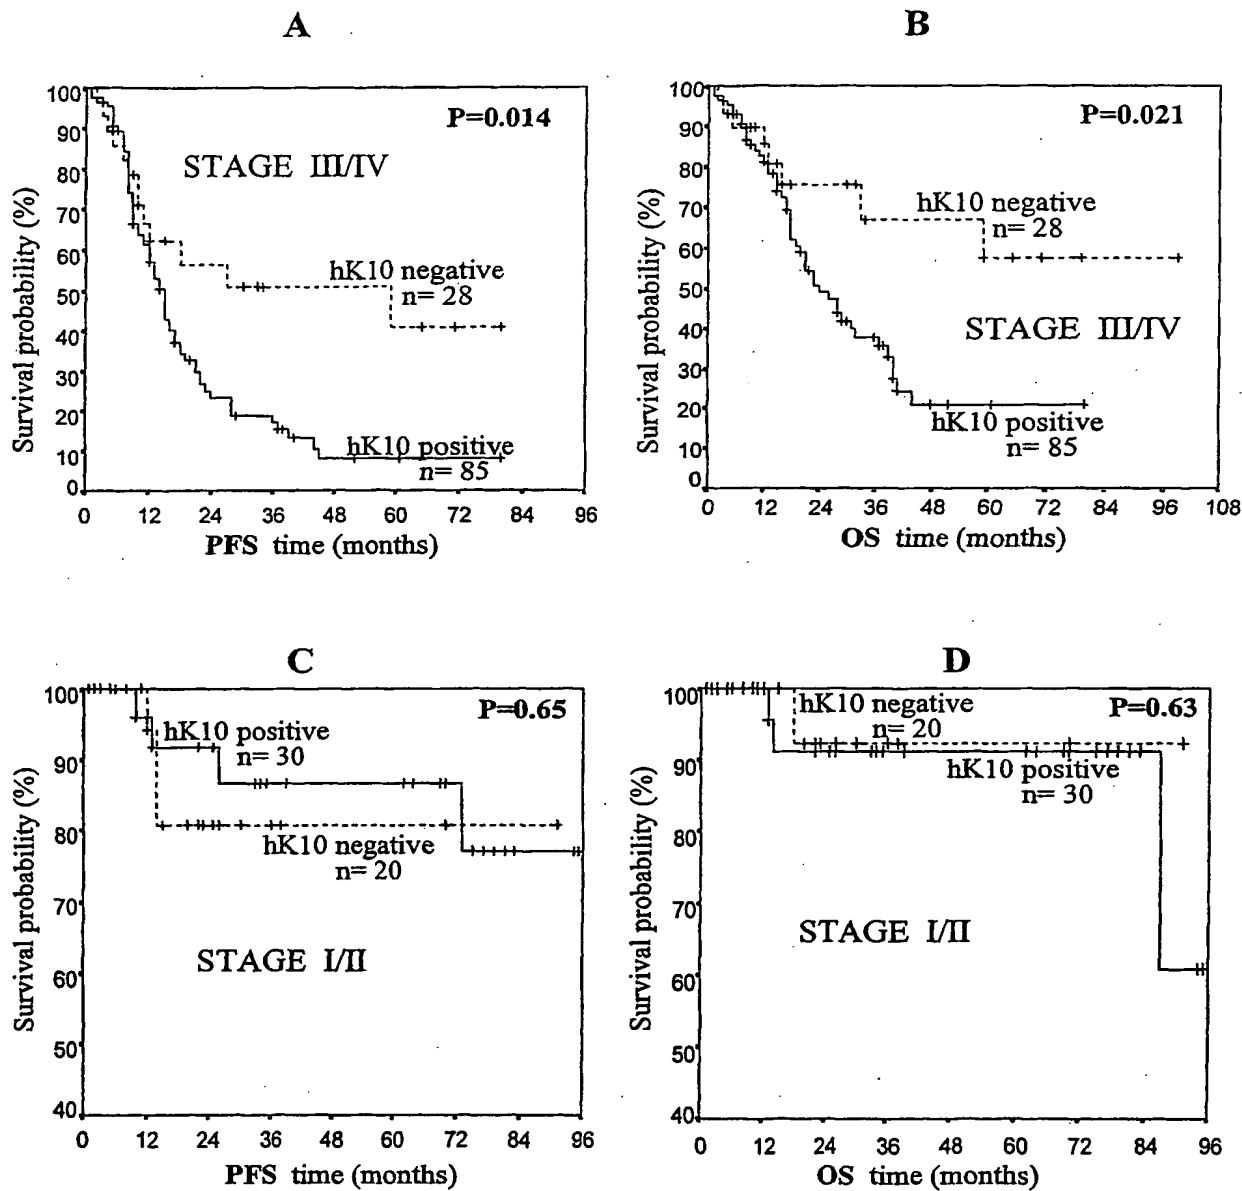 A
Survival probability (%)
100
90
80
70
60
50
40
30
20
10
0
P=0.014
STAGE III/IV
hK10 negative
n= 28
hK10 positive
n= 85
0 12 24 36 48 60 72 84 96
PFS time (months)
B
Survival probability (%)
100
90
80
70
60
50
40
30
20
10
0
P=0.021
hK10 negative
n= 28
STAGE III/IV
hK10 positive
n= 85
0 12 24 36 48 60 72 84 96 108
OS time (months)
C
Survival probability (%)
100
90
80
70
60
50
40
P=0.65
hK10 positive
n= 30
hK10 negative
n= 20
STAGE I/II
0 12 24 36 48 60 72 84 96
PFS time (months)
D
Survival probability (%)
100
90
80
70
60
50
40
P=0.63
hK10 negative
n= 20
hK10 positive
n= 30
STAGE I/II
0 12 24 36 48 60 72 84 96
OS time (months)